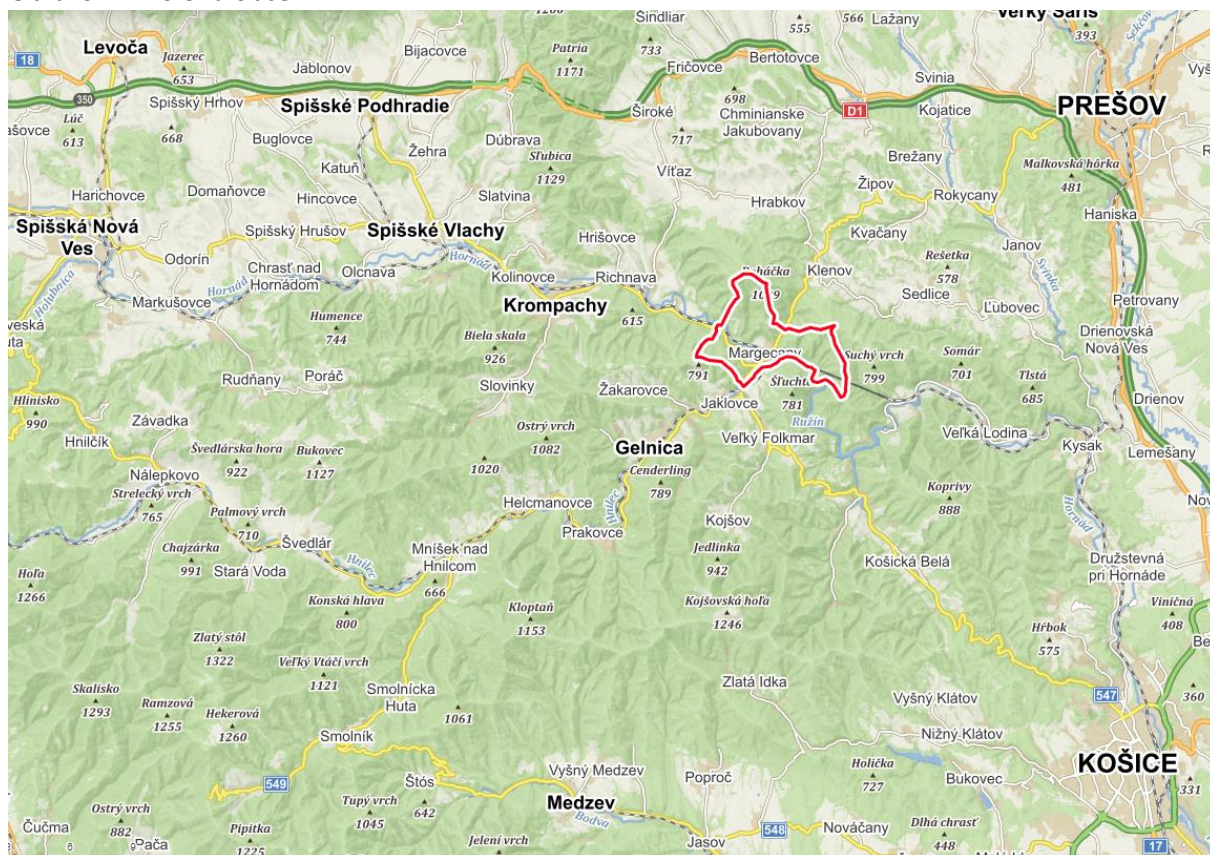 Šindliar
Veľký Šariš
18
Levoča
Jazerec
653
Bijacovce
Patria
1171
733
555
566
Lažany
393
Sekčov
Jablonov
Fričovce
Bertotovce
Svinia
350
Spišský Hrhov
Spišské Podhradie
Široké
698
Chminianske
Jakubovany
D1
Kojatice
PREŠOV
Lúč
613
668
Buglovce
Dúbrava
717
Žehra
Katuň
Sľubica
1129
Víťaz
Brežany
Malkovská hôrka
481
Harichovce
Domaňovce
Hincovce
Slatvina
Hrabkov
Žipov
Rokycany
Haniska
Spišská Nová
Ves
Odorín
Spišský Hrušov
Spišské Vlachy
Hornád
Hrišovce
Kvačany
Janov
Svinka
Holubnica
Chrasť nad
Hornádom
Olcnava
Kolinovce
Richnava
Klenov
Rešetka
578
Sedlice
Ľubovec
Petrovany
Markušovce
Hornád
Humence
744
Krompachy
615
Biela skala
926
Margecany
791
Suchý vrch
799
Somár
701
Tlstá
685
Drienovská
Nová Ves
Drienov
Rudňany
Poráč
Slovinky
Žakarovce
Jaklovce
781
Ružín
Veľká Lodina
Kysak
Lemešany
Hlinisko
990
Závadka
Hnilčík
Švedlárska hora
922
Bukovec
1127
Ostrý vrch
1082
Gelnica
Veľký Folkmar
Nálepkovo
1020
Cenderling
789
Strelecký vrch
765
Palmový vrch
710
Helcmanovce
Hnilec
Kojšov
Koprivy
888
Hornád
Švedlár
Prakovce
Chajzárka
991
Stará Voda
Hnilec
Mníšek nad
Hnilcom
666
Jedlinka
942
Košická Belá
Družstevná
pri Hornáde
Hoľa
1266
Konská hlava
800
Kloptaň
1153
Kojšovská hoľa
1246
Viničná
408
Zlatý stôl
1322
Hŕbok
575
Veľký Vtáčí vrch
1121
Skalisko
1293
Ramzová
1255
Hekerová
1260
Smolnícka
Huta
1061
Zlatá Idka
Vyšný Klátov
547
360
Smolník
Nižný Klátov
549
Štós
642
Vyšný Medzev
Poproč
Holička
727
Bukovec
KOŠICE
331
Ostrý vrch
882
Tupý vrch
1045
Medzev
Bodva
Čučma
Pača
Pipitka
1225
Jelení vrch
Jasov
548
Nováčany
Dlhá chrasť
448
17